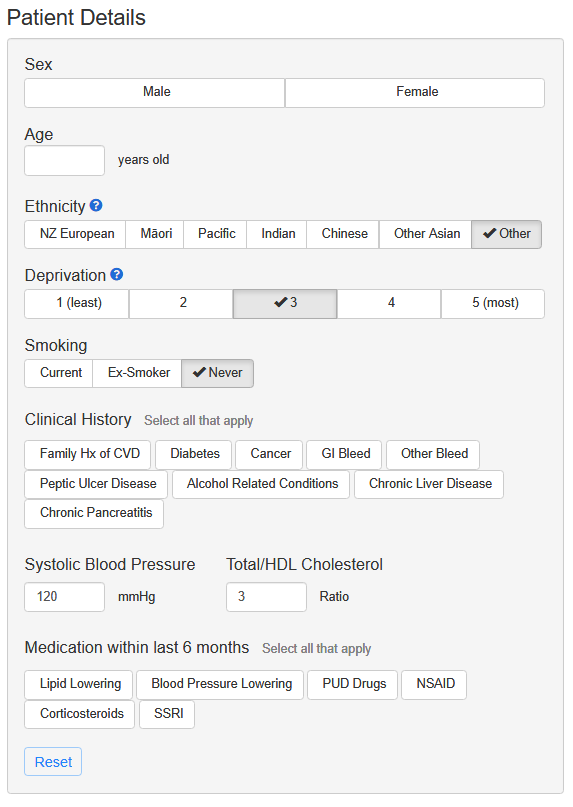 Patient Details
Sex
Male Female
Age
years old
Ethnicity ?
NZ European Māori Pacific Indian Chinese Other Asian ✔ Other
Deprivation ?
1 (least) 2 ✔ 3 4 5 (most)
Smoking
Current Ex-Smoker ✔ Never
Clinical History Select all that apply
Family Hx of CVD Diabetes Cancer GI Bleed Other Bleed
Peptic Ulcer Disease Alcohol Related Conditions Chronic Liver Disease
Chronic Pancreatitis
Systolic Blood Pressure Total/HDL Cholesterol
120 mmHg 3 Ratio
Medication within last 6 months Select all that apply
Lipid Lowering Blood Pressure Lowering PUD Drugs NSAID
Corticosteroids SSRI
Reset